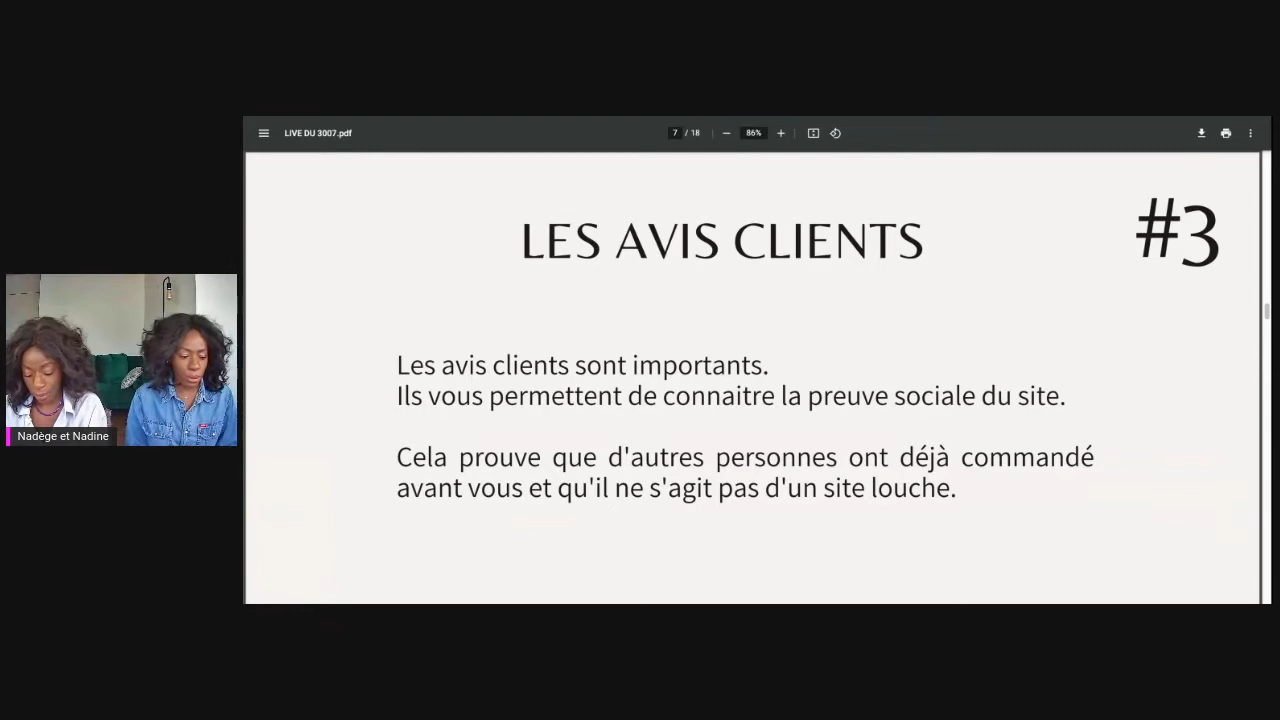 LIVE DU 3007.pdf
7 / 18
86%
LES AVIS CLIENTS
#3
Les avis clients sont importants.
Ils vous permettent de connaitre la preuve sociale du site.
Cela prouve que d'autres personnes ont déjà commandé
avant vous et qu'il ne s'agit pas d'un site louche.
Nadège et Nadine